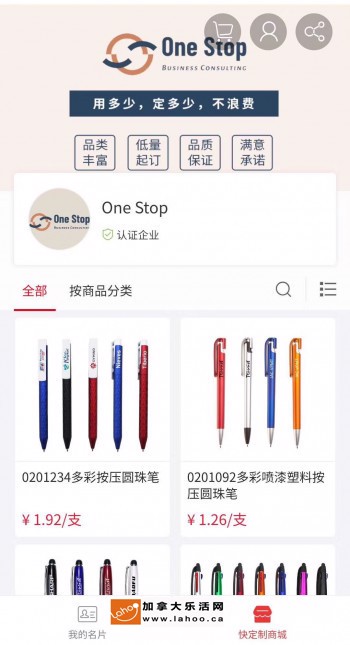 One Stop
BUSINESS CONSULTING
用多少，定多少，不浪费
品类
丰富
低量
起订
品质
保证
满意
承诺
One Stop
BUSINESS CONSULTING
One Stop
认证企业
全部
按商品分类
0201234多彩按压圆珠笔
¥ 1.92/支
0201092多彩喷漆塑料按
压圆珠笔
¥ 1.26/支
我的名片
Lahoo
加拿大乐活网
www.lahoo.ca
快定制商城